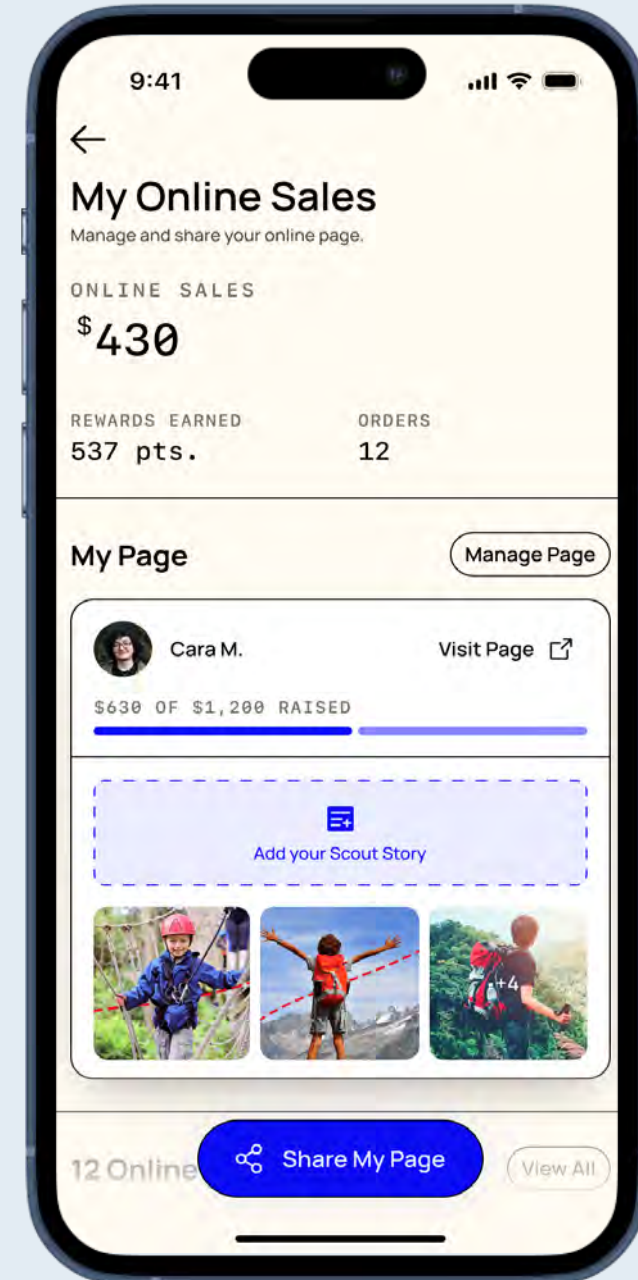 9:41
My Online Sales
Manage and share your online page.
ONLINE SALES
$430
REWARDS EARNED
ORDERS
537 pts.
12
My Page
Manage Page
Cara M.
Visit Page
$630 OF $1,200 RAISED
Add your Scout Story
+4
12 Online
Share My Page
View All